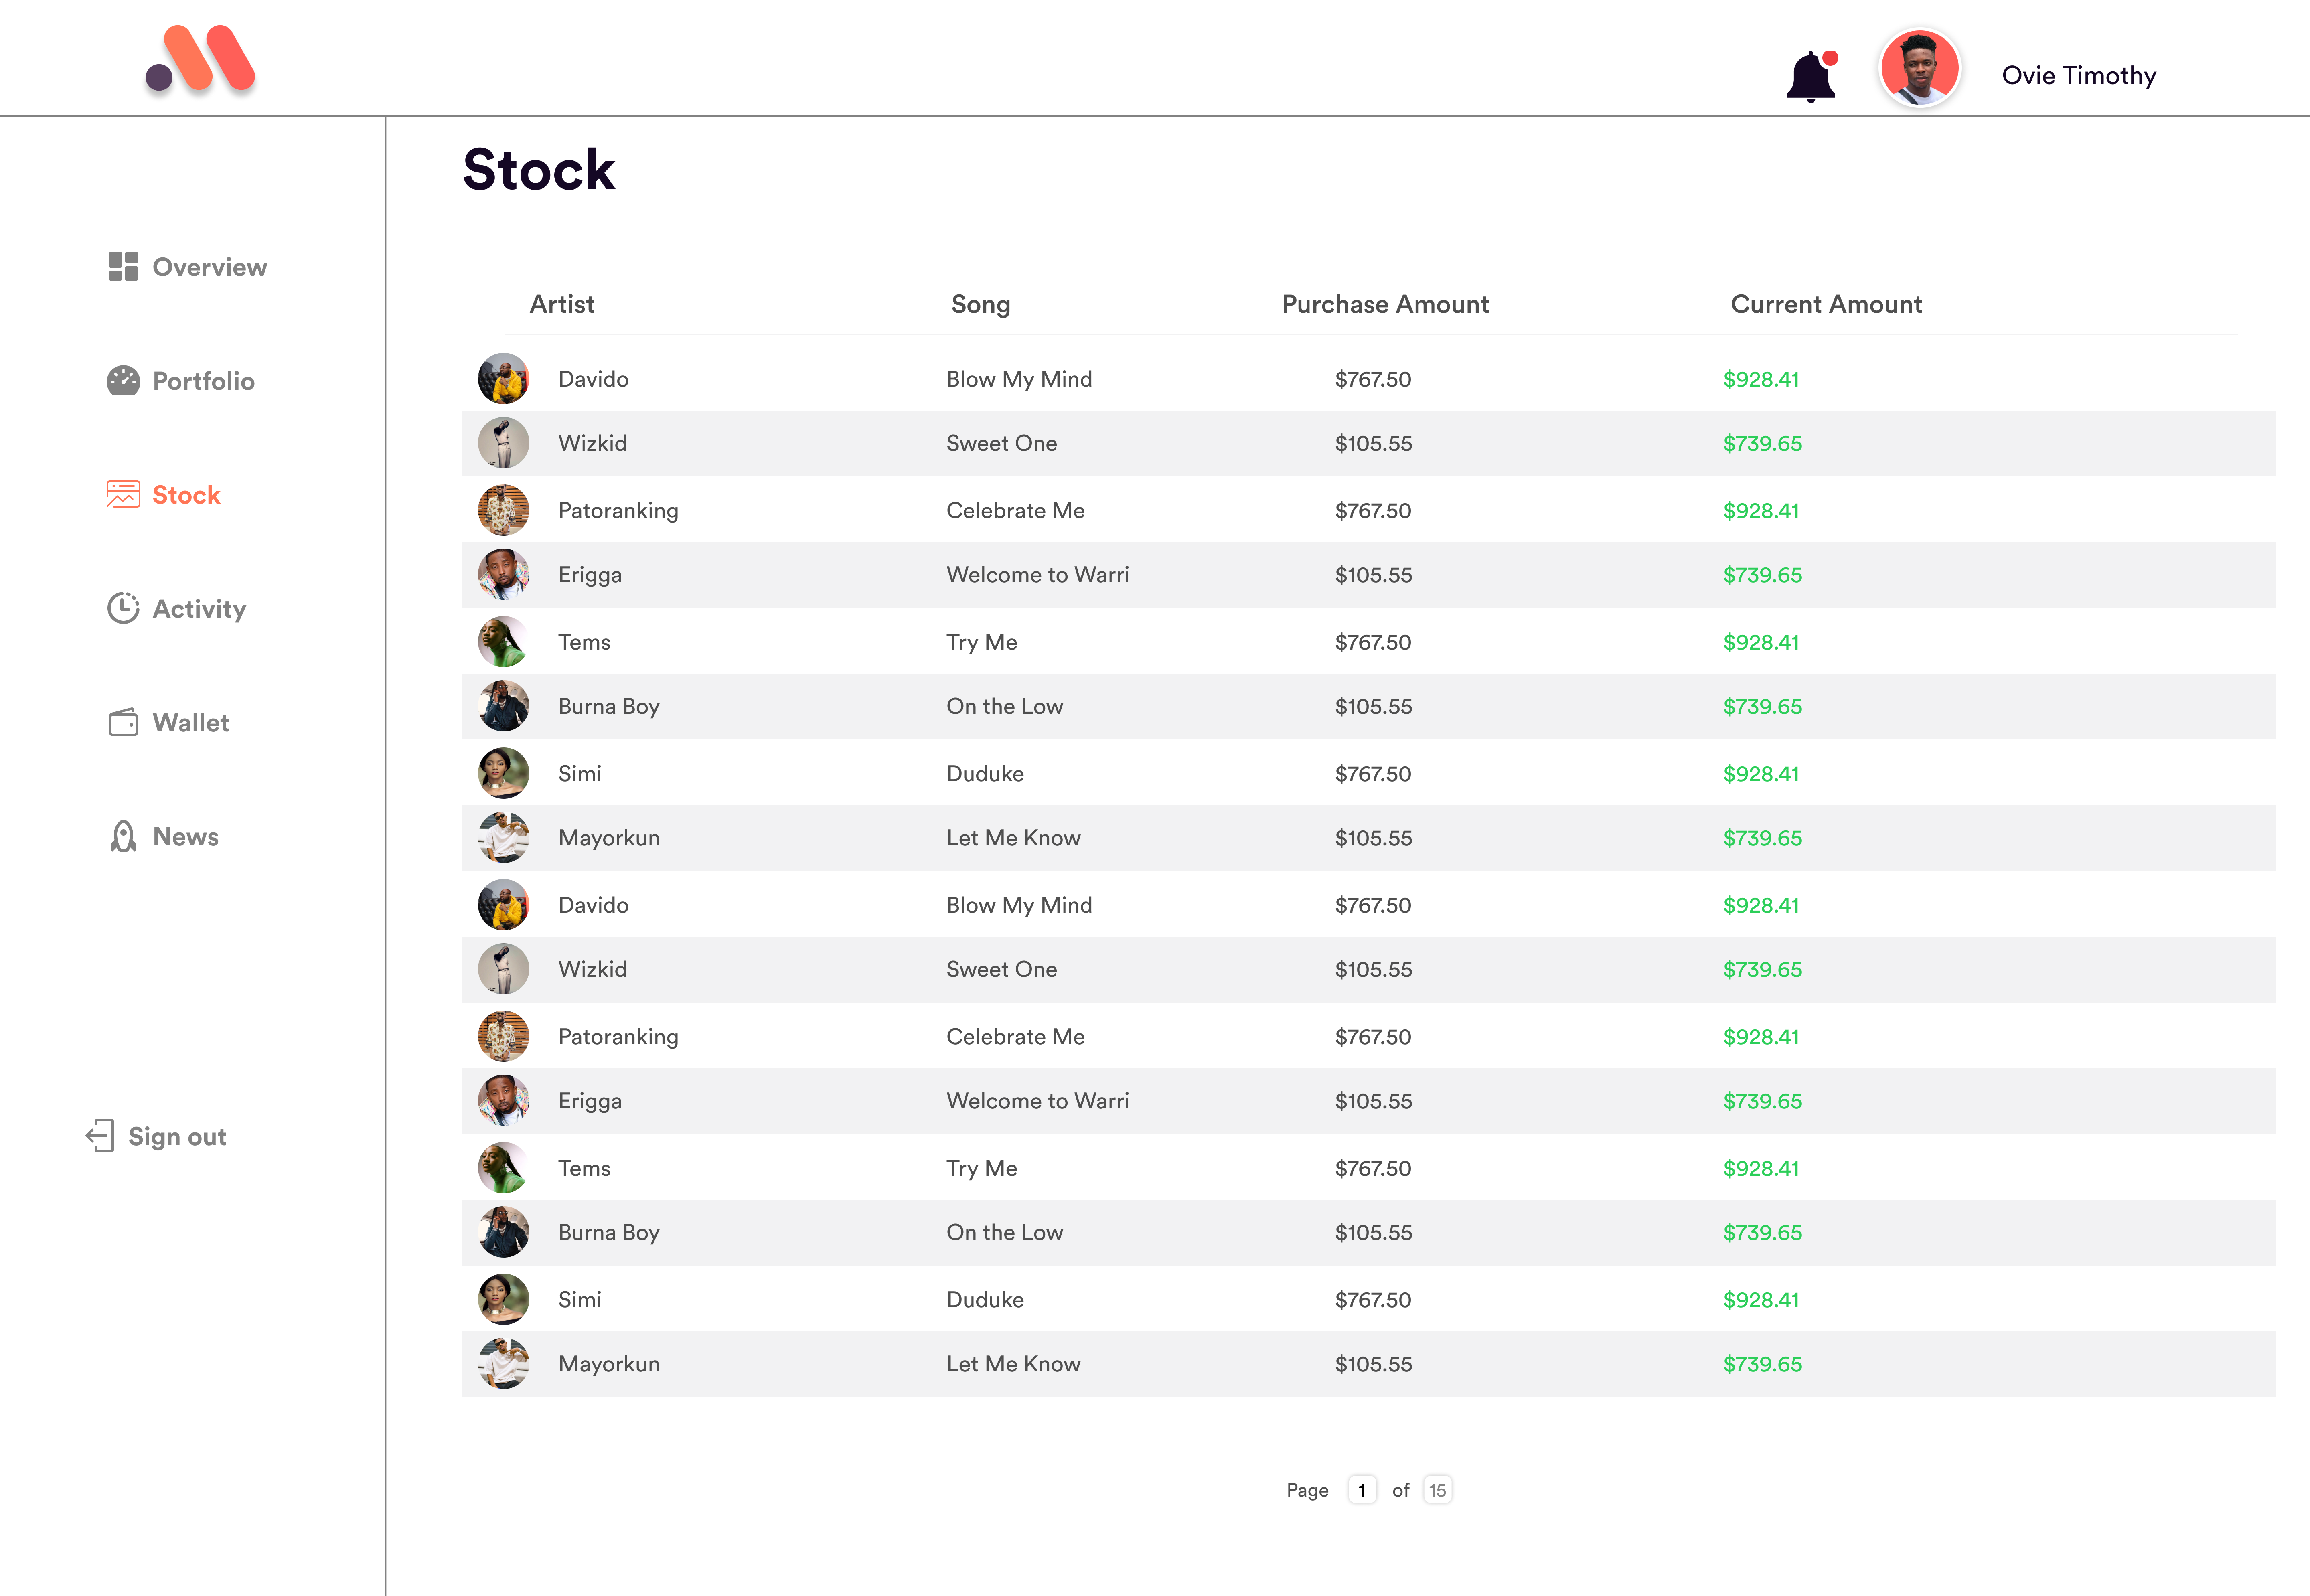 Ovie Timothy
Stock
Overview
Portfolio
Stock
Activity
Wallet
News
Sign out
Artist Song Purchase Amount Current Amount
Davido Blow My Mind $767.50 $928.41
Wizkid Sweet One $105.55 $739.65
Patoranking Celebrate Me $767.50 $928.41
Erigga Welcome to Warri $105.55 $739.65
Tems Try Me $767.50 $928.41
Burna Boy On the Low $105.55 $739.65
Simi Duduke $767.50 $928.41
Mayorkun Let Me Know $105.55 $739.65
Davido Blow My Mind $767.50 $928.41
Wizkid Sweet One $105.55 $739.65
Patoranking Celebrate Me $767.50 $928.41
Erigga Welcome to Warri $105.55 $739.65
Tems Try Me $767.50 $928.41
Burna Boy On the Low $105.55 $739.65
Simi Duduke $767.50 $928.41
Mayorkun Let Me Know $105.55 $739.65
Page 1 of 15